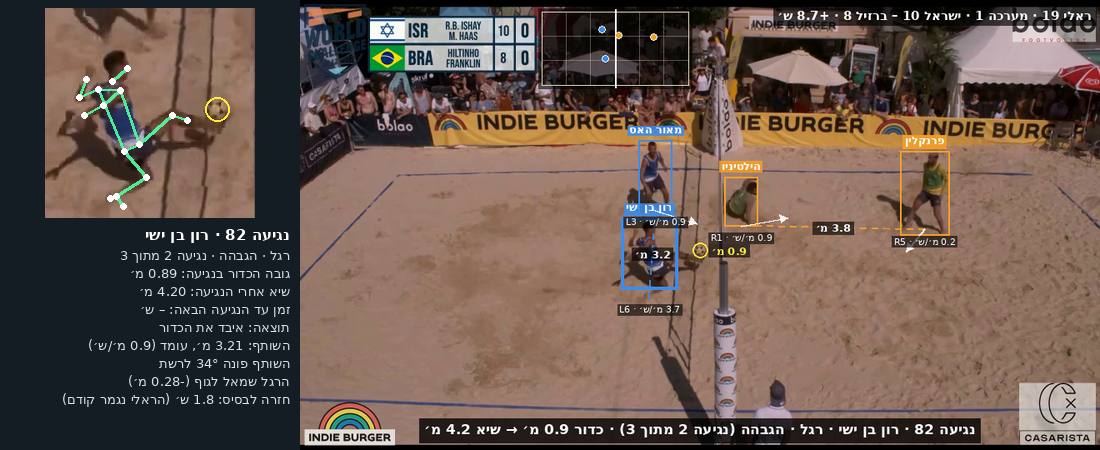 נגיעה 82 · רון בן ישי
רגל · הגבהה · נגיעה 2 מתוך 3
גובה הכדור בנגיעה: 0.89 מ׳
שיא אחרי הנגיעה: 4.20 מ׳
זמן עד הנגיעה הבאה: – ש׳
תוצאה: איבד את הכדור
השותף: 3.21 מ׳, עומד (0.9 מ׳/ש׳)
השותף פונה 34° לרשת
הרגל שמאל לגוף (-0.28 מ׳)
חזרה לבסיס: 1.8 ש׳ (הראלי נגמר קודם)
ראלי 19 · מערכה 1 · ישראל 10 – ברזיל 8 · +8.7 ש׳
WORLD
ISR R.B. ISHAY M. HAAS 10 0
BRA HILTINHO FRANKLIN 8 0
INDIE BURGER
bolao
FOOTVOLLEY
bolao
INDIE BURGER
INDIE BURGER
CASARISTA
מאור האס
פרנקלין
הילטיניו
רון בן ישי
L3 · 0.9 מ׳/ש׳
R1 · 0.9 מ׳/ש׳
3.8 מ׳
R5 · 0.2 מ׳/ש׳
3.2 מ׳
0.9 מ׳
L6 · 3.7 מ׳/ש׳
INDIE BURGER
נגיעה 82 · רון בן ישי · רגל · הגבהה (נגיעה 2 מתוך 3) · כדור 0.9 מ׳ → שיא 4.2 מ׳
CASARISTA